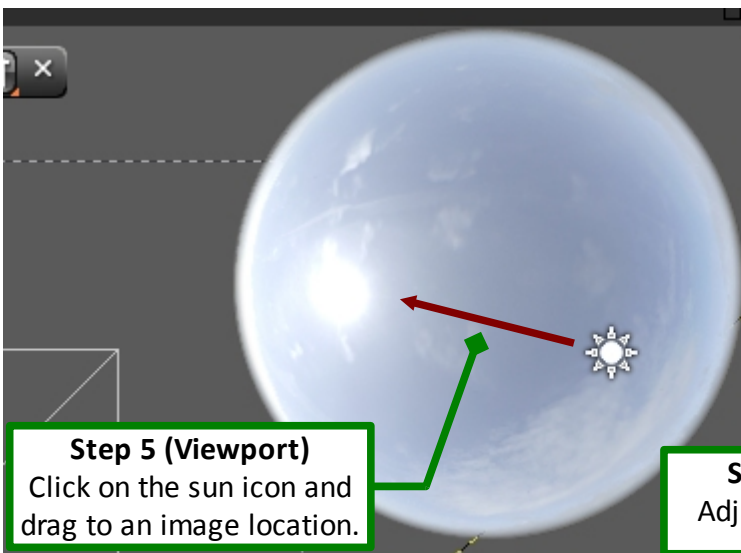 Step 5 (Viewport)
Click on the sun icon and
drag to an image location.
S
Adj